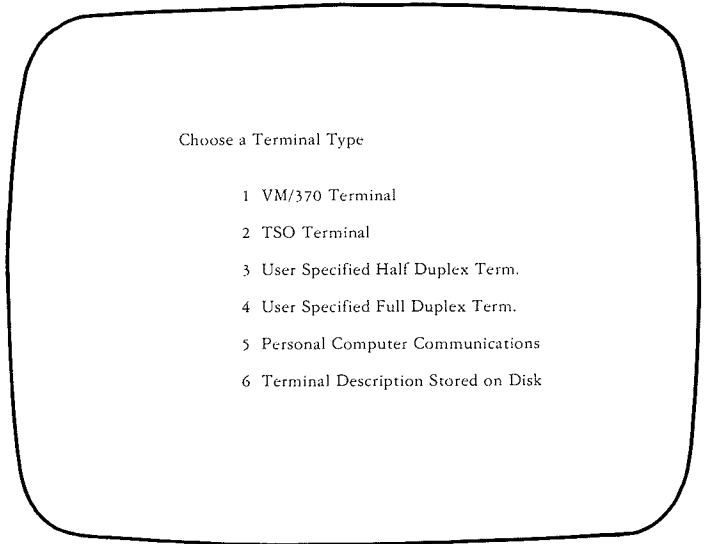 Choose a Terminal Type
1 VM/370 Terminal
2 TSO Terminal
3 User Specified Half Duplex Term.
4 User Specified Full Duplex Term.
5 Personal Computer Communications
6 Terminal Description Stored on Disk